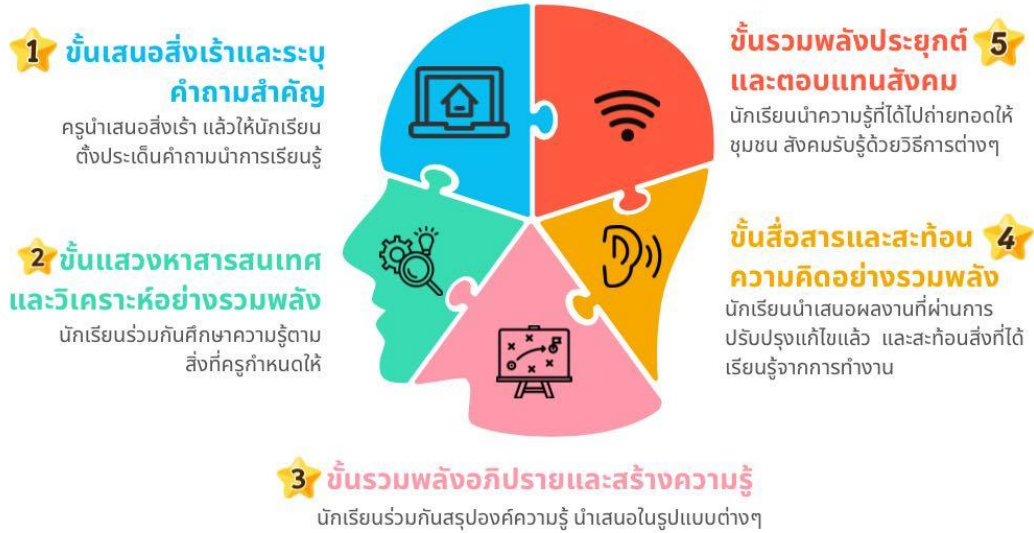 1 ขั้นเสนอสิ่งเร้าและระบุ
คำถามสำคัญ
ครูนำเสนอสิ่งเร้า แล้วให้นักเรียน
ตั้งประเด็นคำถามนำการเรียนรู้
2 ขั้นแสวงหาสารสนเทศ
และวิเคราะห์อย่างรวมพลัง
นักเรียนร่วมกันศึกษาความรู้ตาม
สิ่งที่ครูกำหนดให้
3 ขั้นรวมพลังอภิปรายและสร้างความรู้
นักเรียนร่วมกันสรุปองค์ความรู้ นำเสนอในรูปแบบต่างๆ
ขั้นสื่อสารและสะท้อน 4
ความคิดอย่างรวมพลัง
นักเรียนนำเสนอผลงานที่ผ่านการ
ปรับปรุงแก้ไขแล้ว และสะท้อนสิ่งที่ได้
เรียนรู้จากการทำงาน
ขั้นรวมพลังประยุกต์ 5
และตอบแทนสังคม
นักเรียนนำความรู้ที่ได้ไปถ่ายทอดให้
ชุมชน สังคมรับรู้ด้วยวิธีการต่างๆ